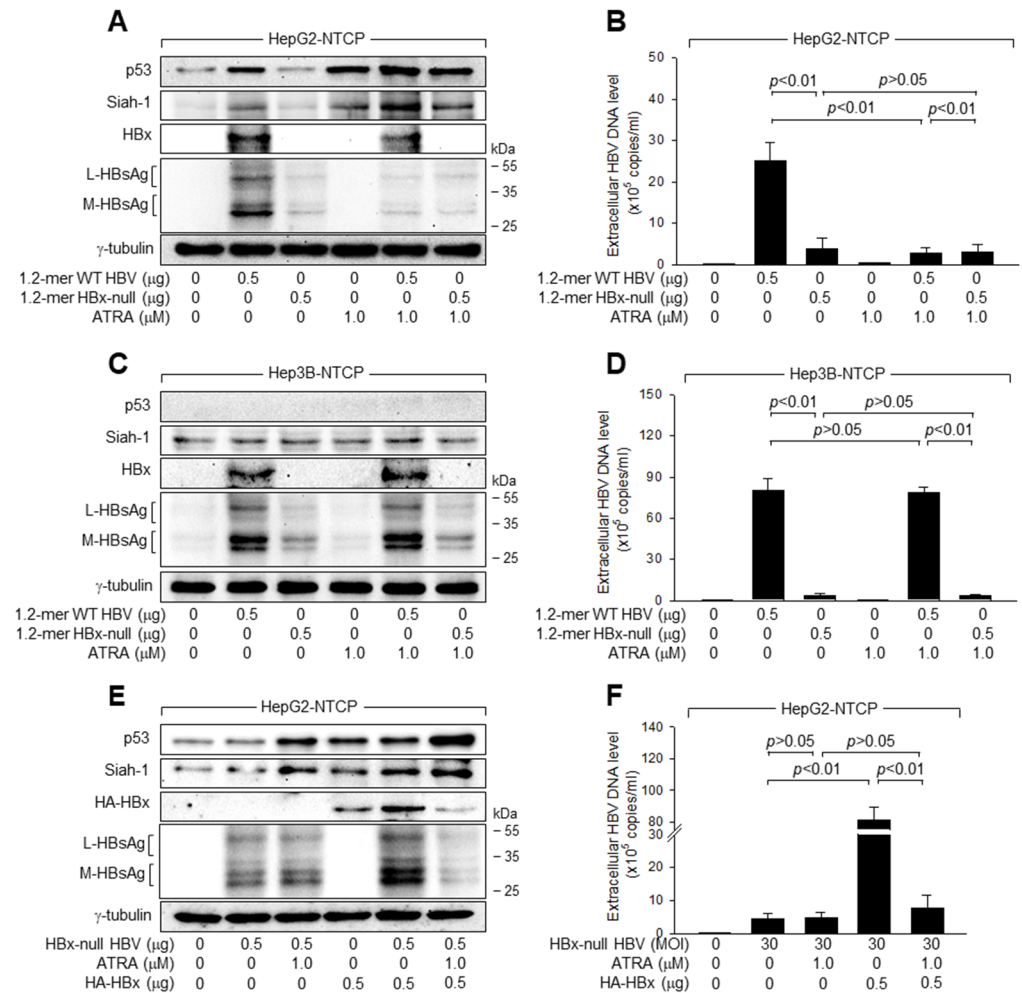 A
HepG2-NTCP
p53
Siah-1
HBx
kDa
L-HBsAg
55
35
M-HBsAg
25
γ-tubulin
1.2-mer WT HBV (μg) 0 0.5 0 0 0.5 0
1.2-mer HBx-null (μg) 0 0 0.5 0 0 0.5
ATRA (μM) 0 0 0 1.0 1.0 1.0
B
HepG2-NTCP
Extracellular HBV DNA level
(x10⁵ copies/ml)
50
40
30
20
10
0
p<0.01
p>0.05
p<0.01
p<0.01
1.2-mer WT HBV (μg) 0 0.5 0 0 0.5 0
1.2-mer HBx-null (μg) 0 0 0.5 0 0 0.5
ATRA (μM) 0 0 0 1.0 1.0 1.0
C
Hep3B-NTCP
p53
Siah-1
HBx
kDa
L-HBsAg
55
35
M-HBsAg
25
γ-tubulin
1.2-mer WT HBV (μg) 0 0.5 0 0 0.5 0
1.2-mer HBx-null (μg) 0 0 0.5 0 0 0.5
ATRA (μM) 0 0 0 1.0 1.0 1.0
D
Hep3B-NTCP
Extracellular HBV DNA level
(x10⁵ copies/ml)
150
120
90
60
30
0
p<0.01
p>0.05
p>0.05
p<0.01
1.2-mer WT HBV (μg) 0 0.5 0 0 0.5 0
1.2-mer HBx-null (μg) 0 0 0.5 0 0 0.5
ATRA (μM) 0 0 0 1.0 1.0 1.0
E
HepG2-NTCP
p53
Siah-1
HA-HBx
kDa
L-HBsAg
55
35
M-HBsAg
25
γ-tubulin
HBx-null HBV (μg) 0 0.5 0.5 0 0.5 0.5
ATRA (μM) 0 0 1.0 0 0 1.0
HA-HBx (μg) 0 0 0 0.5 0.5 0.5
F
HepG2-NTCP
Extracellular HBV DNA level
(x10⁵ copies/ml)
140
120
100
80
30
20
10
0
p>0.05
p>0.05
p<0.01
p<0.01
HBx-null HBV (MOI) 0 30 30 30 30
ATRA (μM) 0 0 1.0 0 1.0
HA-HBx (μg) 0 0 0 0.5 0.5